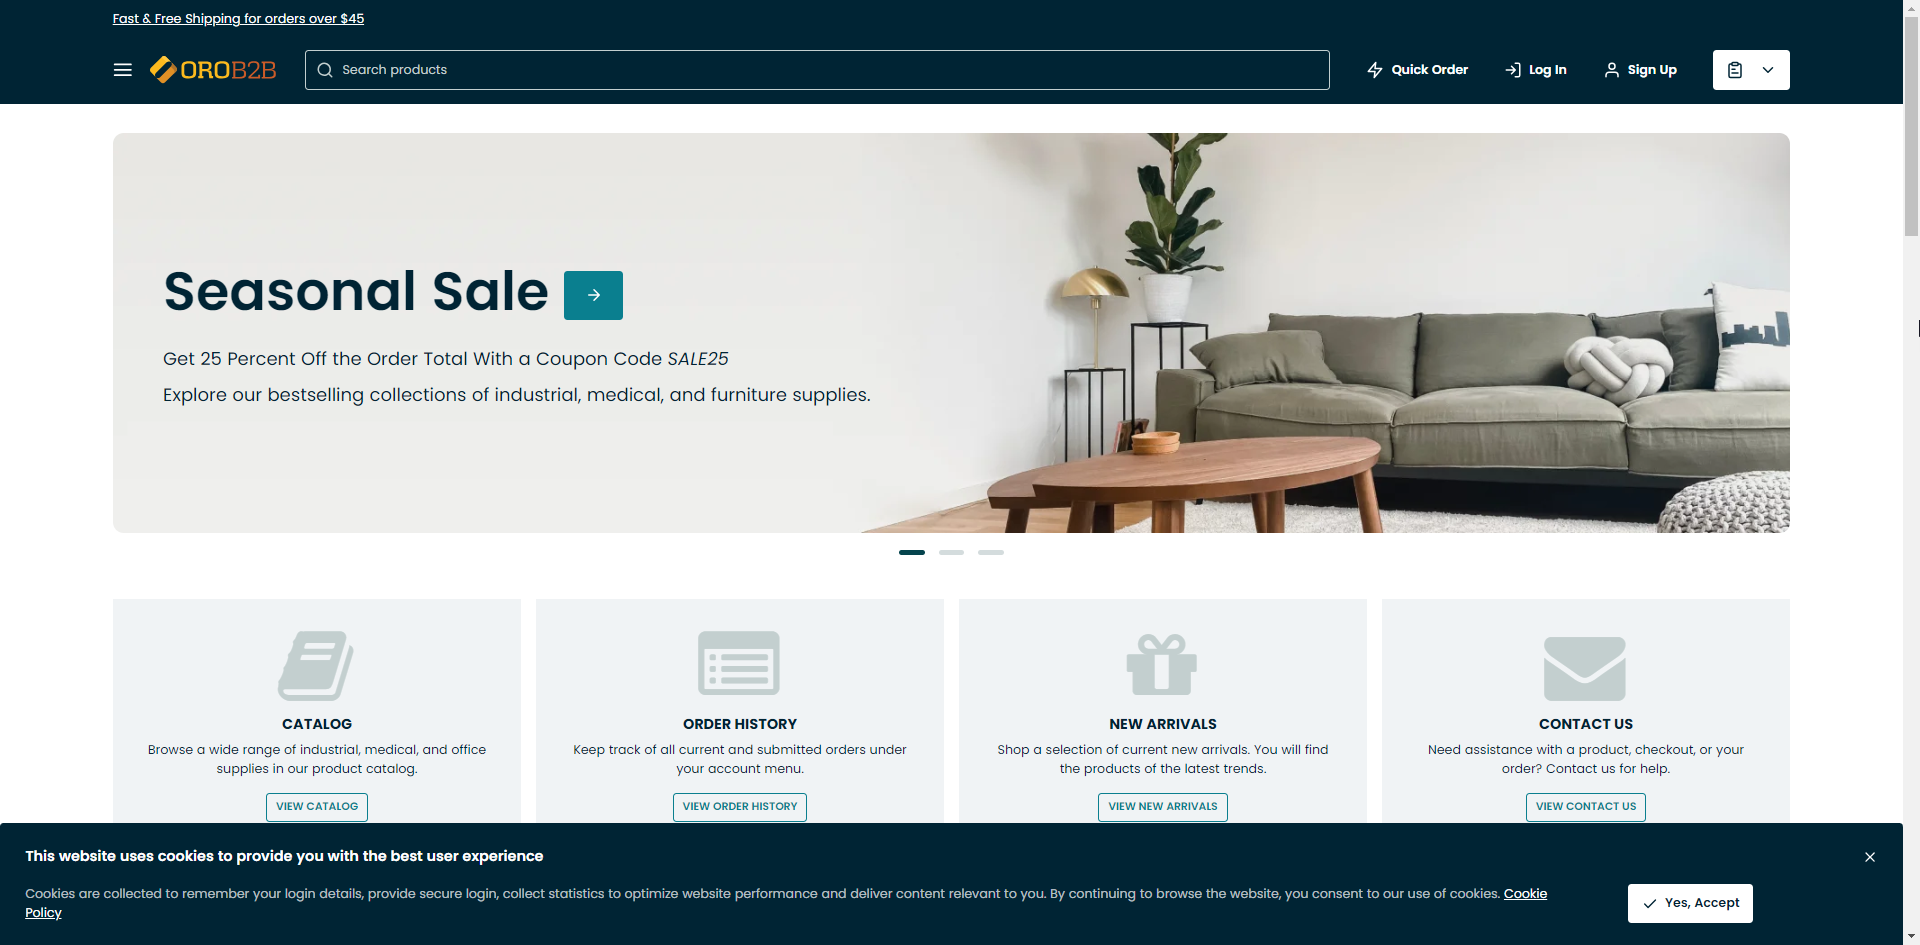 Fast & Free Shipping for orders over $45
OROB2B
Search products
Quick Order
Log In
Sign Up
Seasonal Sale
Get 25 Percent Off the Order Total With a Coupon Code SALE25
Explore our bestselling collections of industrial, medical, and furniture supplies.
CATALOG
Browse a wide range of industrial, medical, and office
supplies in our product catalog.
VIEW CATALOG
ORDER HISTORY
Keep track of all current and submitted orders under
your account menu.
VIEW ORDER HISTORY
NEW ARRIVALS
Shop a selection of current new arrivals. You will find
the products of the latest trends.
VIEW NEW ARRIVALS
CONTACT US
Need assistance with a product, checkout, or your
order? Contact us for help.
VIEW CONTACT US
This website uses cookies to provide you with the best user experience
Cookies are collected to remember your login details, provide secure login, collect statistics to optimize website performance and deliver content relevant to you. By continuing to browse the website, you consent to our use of cookies. Cookie
Policy
Yes, Accept